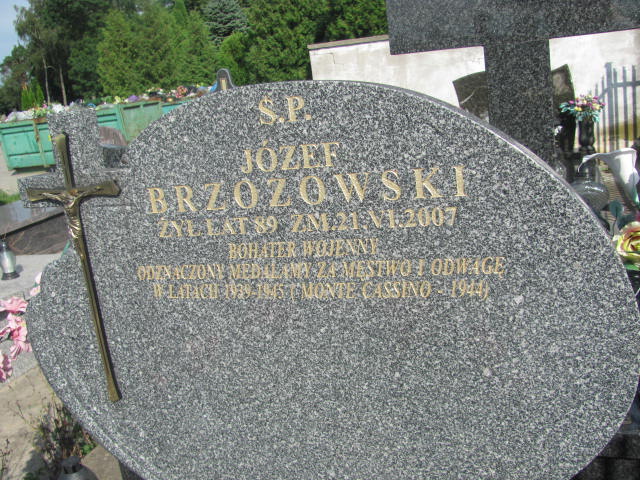 Ś.P.
JÓZEF
BRZOZOWSKI
ŻYŁ LAT 89 ZM. 21.VI.2007
BOHATER WOJENNY
ODZNACZONY MEDALAMI ZA MĘSTWO I ODWAGĘ
W LATACH 1939-1945 ( MONTE CASSINO - 1944)